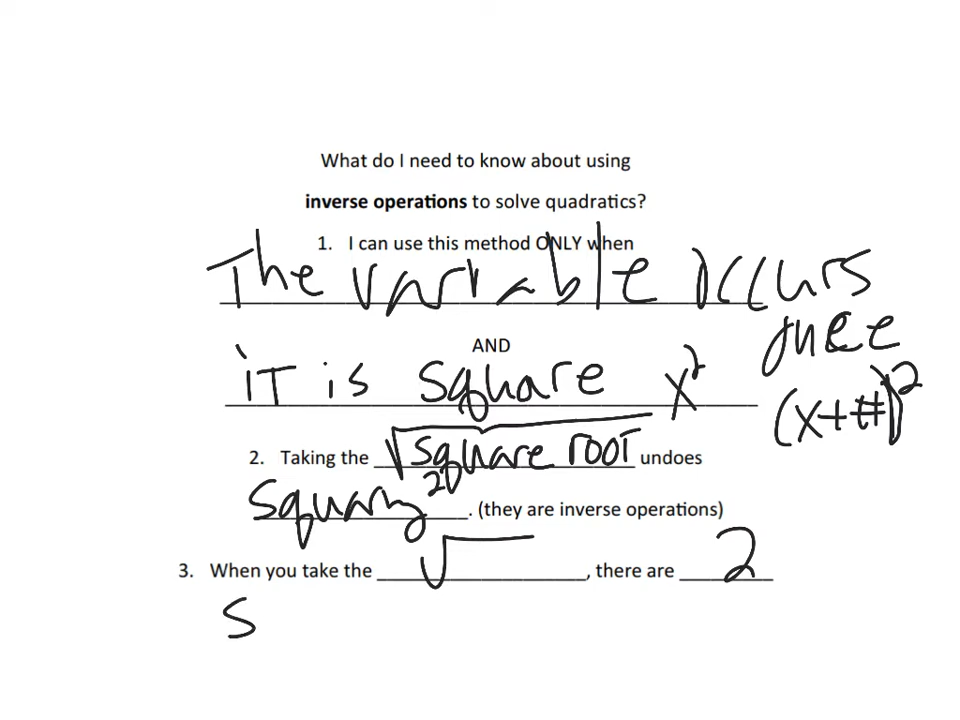 What do I need to know about using
inverse operations to solve quadratics?
1. I can use this method ONLY when
The variable occurs
once
AND
it is square x²
(x+#)²
2. Taking the √square root undoes
squaring ²⁰. (they are inverse operations)
3. When you take the √, there are 2
S